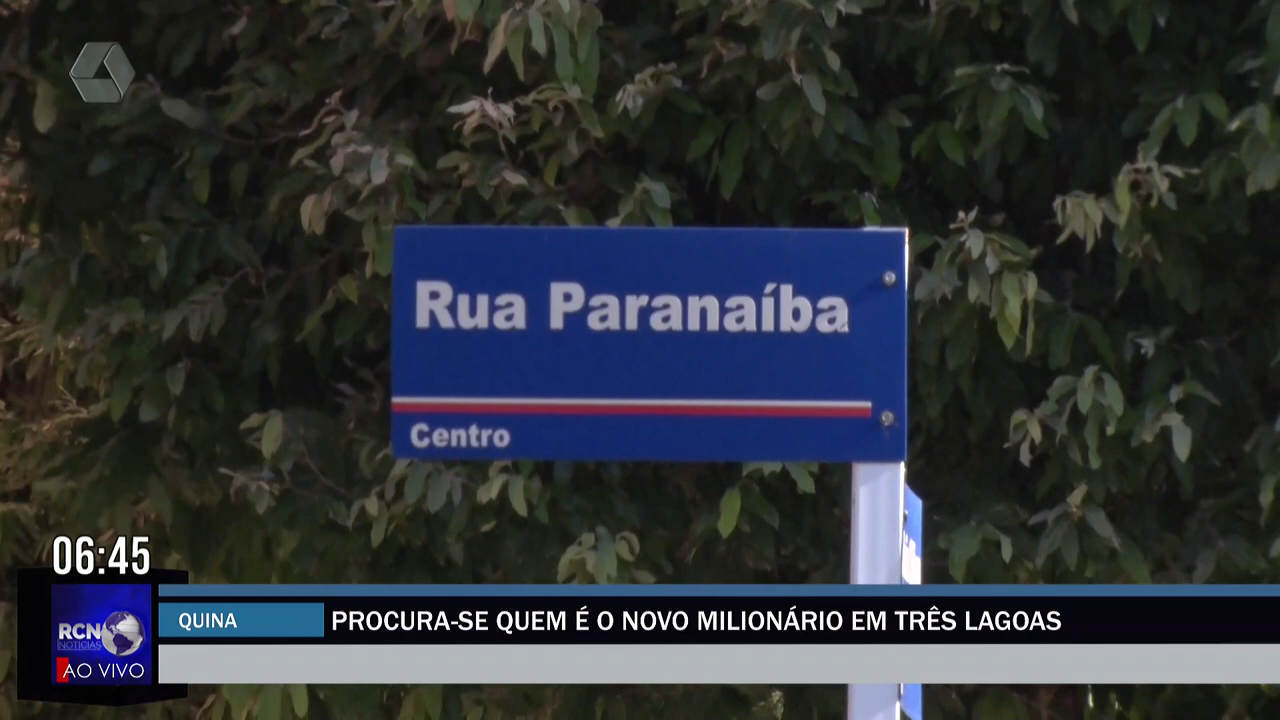 Rua Paranaíba
Centro
06:45
QUINA
PROCURA-SE QUEM É O NOVO MILIONÁRIO EM TRÊS LAGOAS
RCN
NOTÍCIAS
AO VIVO